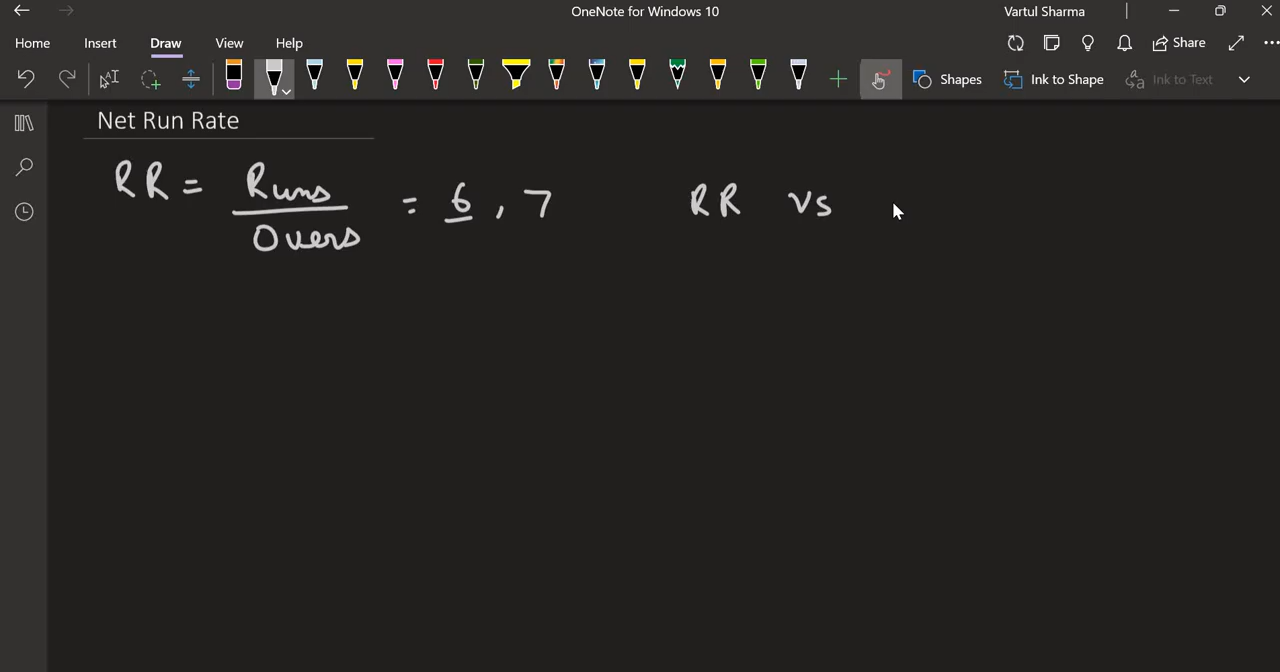 OneNote for Windows 10
Vartul Sharma
Home Insert Draw View Help
Share
Shapes Ink to Shape Ink to Text
Net Run Rate
RR = Runs / Overs = 6, 7 RR vs